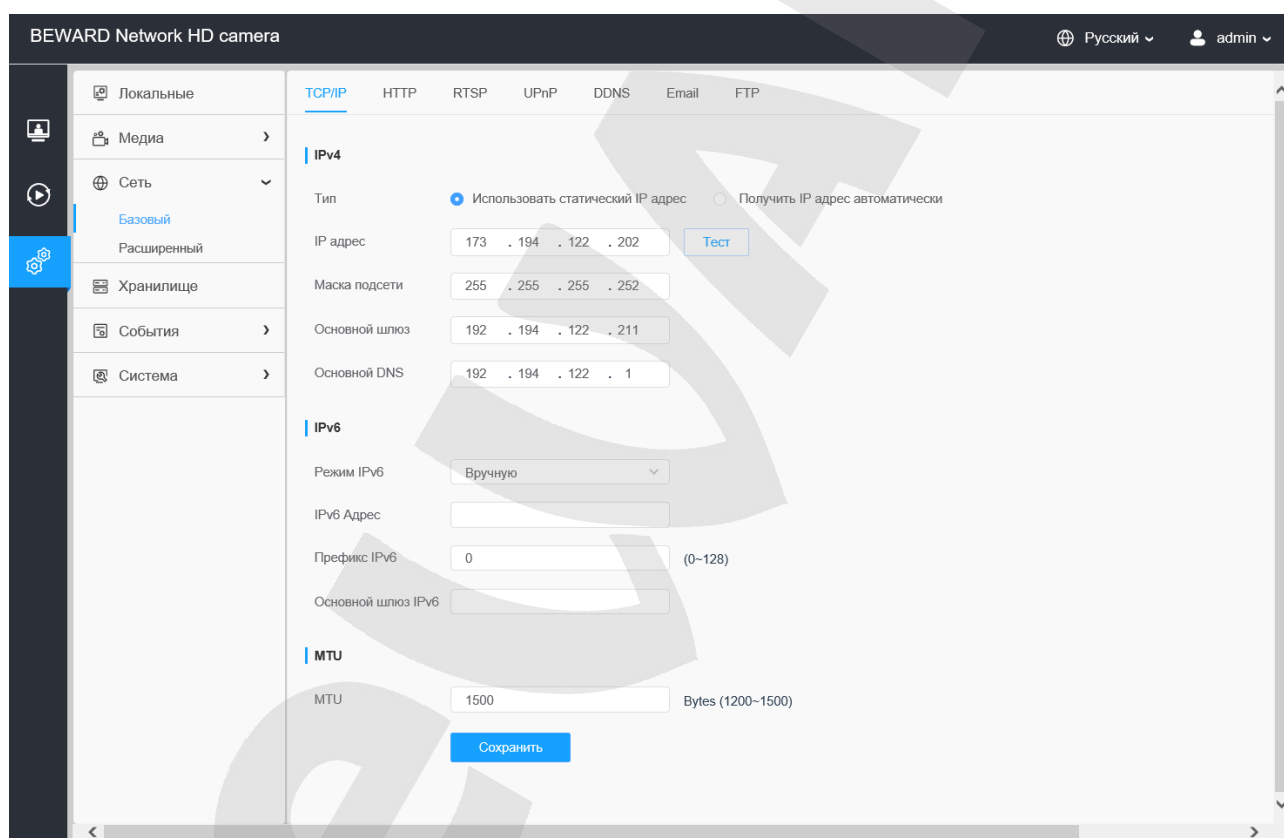 BEWARD Network HD camera
Русский
admin
Локальные
Медиа
Сеть
Базовый
Расширенный
Хранилище
События
Система
TCP/IP HTTP RTSP UPnP DDNS Email FTP
IPv4
Тип Использовать статический IP адрес Получить IP адрес автоматически
IP адрес 173 . 194 . 122 . 202 Тест
Маска подсети 255 . 255 . 255 . 252
Основной шлюз 192 . 194 . 122 . 211
Основной DNS 192 . 194 . 122 . 1
IPv6
Режим IPv6 Вручную
IPv6 Адрес
Префикс IPv6 0 (0~128)
Основной шлюз IPv6
MTU
MTU 1500 Bytes (1200~1500)
Сохранить